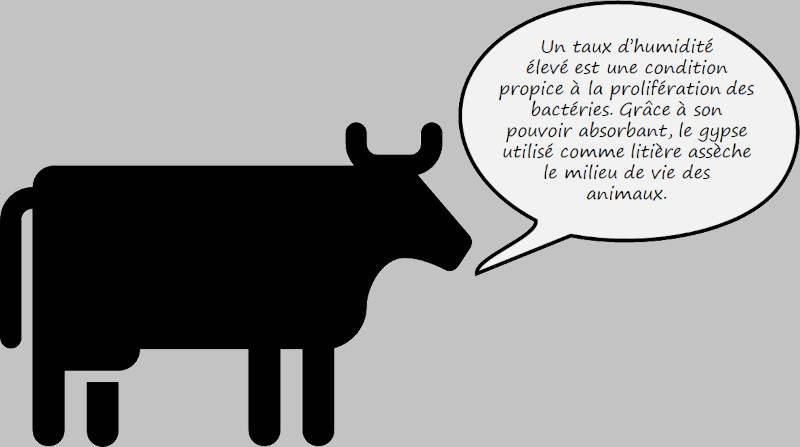 Un taux d'humidité
élevé est une condition
propice à la prolifération des
bactéries. Grâce à son
pouvoir absorbant, le gypse
utilisé comme litière assèche
le milieu de vie des
animaux.